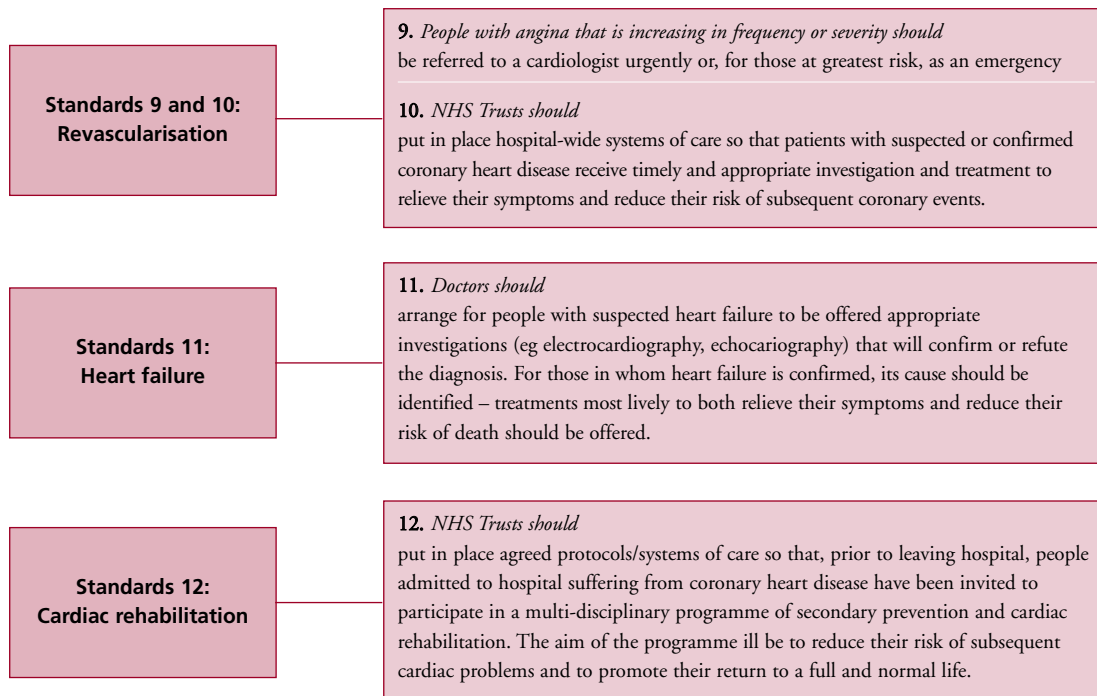 Standards 9 and 10:
Revascularisation
9. People with angina that is increasing in frequency or severity should
be referred to a cardiologist urgently or, for those at greatest risk, as an emergency
10. NHS Trusts should
put in place hospital-wide systems of care so that patients with suspected or confirmed
coronary heart disease receive timely and appropriate investigation and treatment to
relieve their symptoms and reduce their risk of subsequent coronary events.
Standards 11:
Heart failure
11. Doctors should
arrange for people with suspected heart failure to be offered appropriate
investigations (eg electrocardiography, echocariography) that will confirm or refute
the diagnosis. For those in whom heart failure is confirmed, its cause should be
identified – treatments most lively to both relieve their symptoms and reduce their
risk of death should be offered.
Standards 12:
Cardiac rehabilitation
12. NHS Trusts should
put in place agreed protocols/systems of care so that, prior to leaving hospital, people
admitted to hospital suffering from coronary heart disease have been invited to
participate in a multi-disciplinary programme of secondary prevention and cardiac
rehabilitation. The aim of the programme ill be to reduce their risk of subsequent
cardiac problems and to promote their return to a full and normal life.